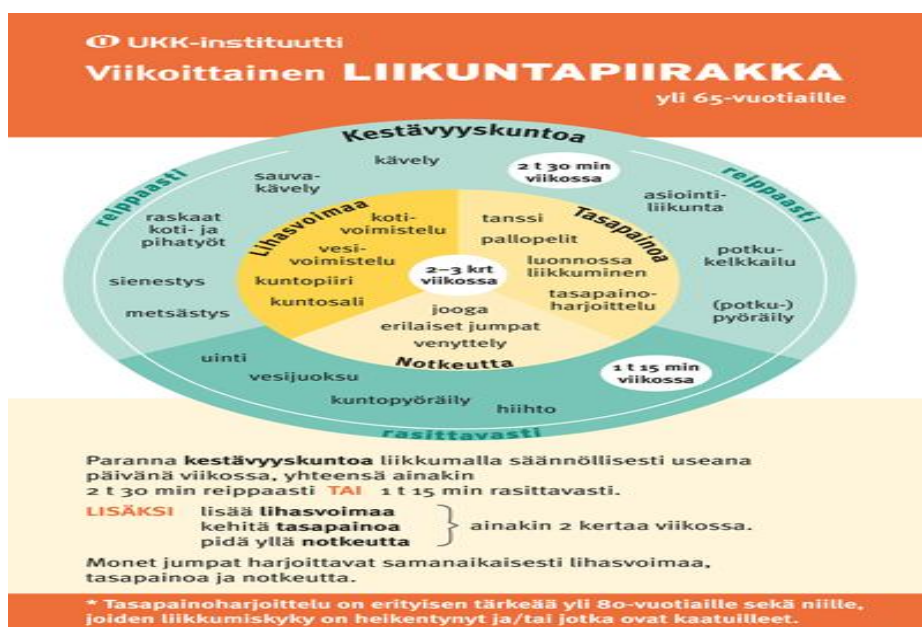 UKK-instituutti
Viikoittainen LIIKUNTAPIIRAKKA
yli 65-vuotiaille
Kestävyyskuntoa
reippaasti
reippaasti
kävely
2 t 30 min
viikossa
sauva-
kävely
asiointi-
liikunta
raskaat
koti- ja
pihatyöt
potku-
kelkkailu
sienestys
metsästys
(potku-)
pyöräily
Lihasvoimaa
koti-
voimistelu
vesi-
voimistelu
kuntopiiri
kuntosali
Tasapainoa
tanssi
pallopelit
luonnossa
liikkuminen
tasapaino-
harjoittelu
2–3 krt
viikossa
jooga
erilaiset jumpat
venyttely
Notkeutta
uinti
vesijuoksu
kuntopyöräily
hiihto
1 t 15 min
viikossa
rasittavasti
Paranna kestävyyskuntoa liikkumalla säännöllisesti useana
päivänä viikossa, yhteensä ainakin
2 t 30 min reippaasti TAI 1 t 15 min rasittavasti.
LISÄKSI lisää lihasvoimaa
kehitä tasapainoa } ainakin 2 kertaa viikossa.
pidä yllä notkeutta
Monet jumpat harjoittavat samanaikaisesti lihasvoimaa,
tasapainoa ja notkeutta.
* Tasapainoharjoittelu on erityisen tärkeää yli 80-vuotiaille sekä niille,
joiden liikkumiskyky on heikentynyt ja/tai jotka ovat kaatuilleet.